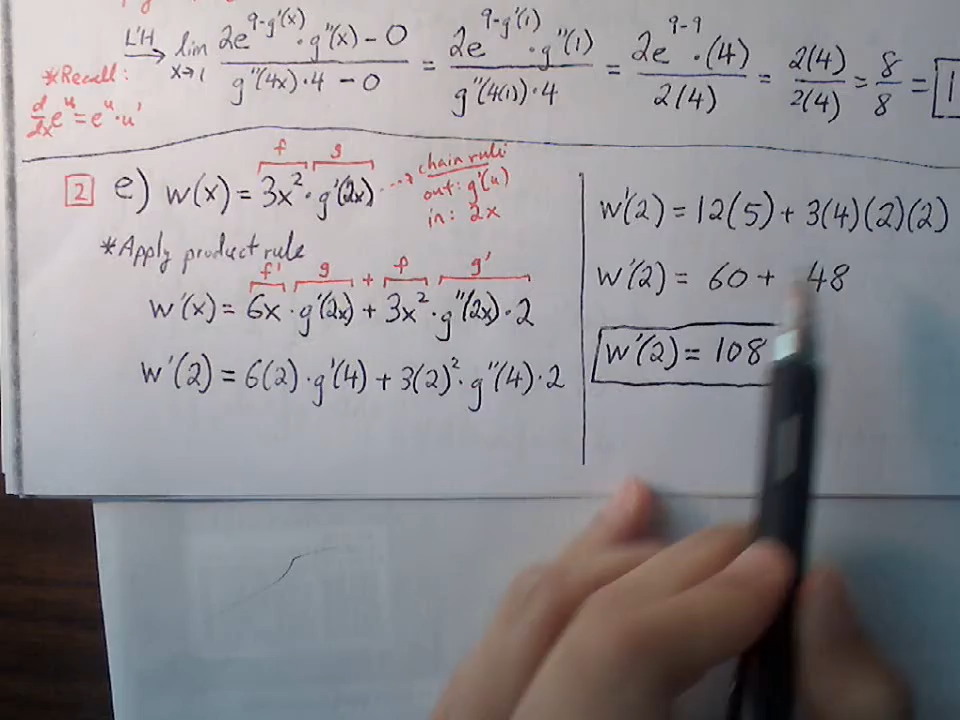 L'H → lim x→1 (2e^(9-g'(x)) · g''(x) - 0) / (g''(4x)·4 - 0) = (2e^(9-g'(1)) · g''(1)) / (g''(4(1))·4) = (2e^(9-9) · (4)) / (2(4)) = 2(4)/2(4) = 8/8 = 1
*Recall:
d/dx e^u = e^u · u'
f g
2 e) w(x) = 3x² · g'(2x) ⇢ chain rule
out: g'(u)
in: 2x
*Apply product rule
f' g + f g'
w'(x) = 6x · g'(2x) + 3x² · g''(2x) · 2
w'(2) = 6(2) · g'(4) + 3(2)² · g''(4) · 2
w'(2) = 12(5) + 3(4)(2)(2)
w'(2) = 60 + 48
w'(2) = 108